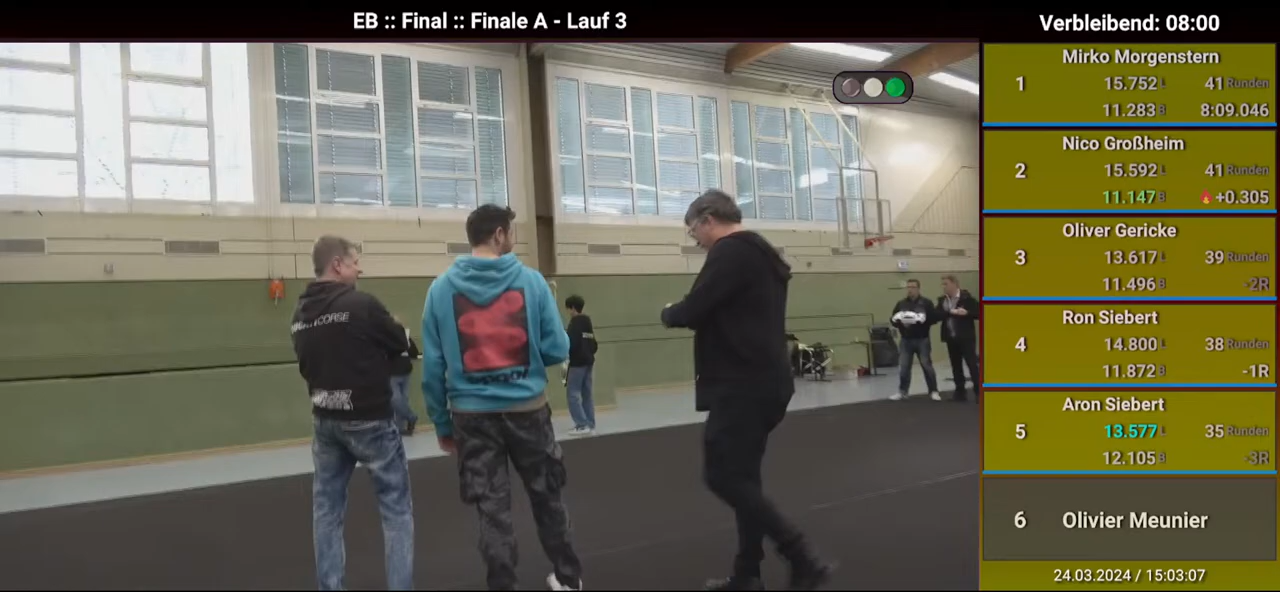 EB :: Final :: Finale A - Lauf 3
Verbleibend: 08:00
Mirko Morgenstern
1 15.752 L 41 Runden
11.283 B 8:09.046
Nico Großheim
2 15.592 L 41 Runden
11.147 B 🔥+0.305
Oliver Gericke
3 13.617 L 39 Runden
11.496 B -2R
Ron Siebert
4 14.800 L 38 Runden
11.872 B -1R
Aron Siebert
5 13.577 L 35 Runden
12.105 B -3R
6 Olivier Meunier
24.03.2024 / 15:03:07
CORSE